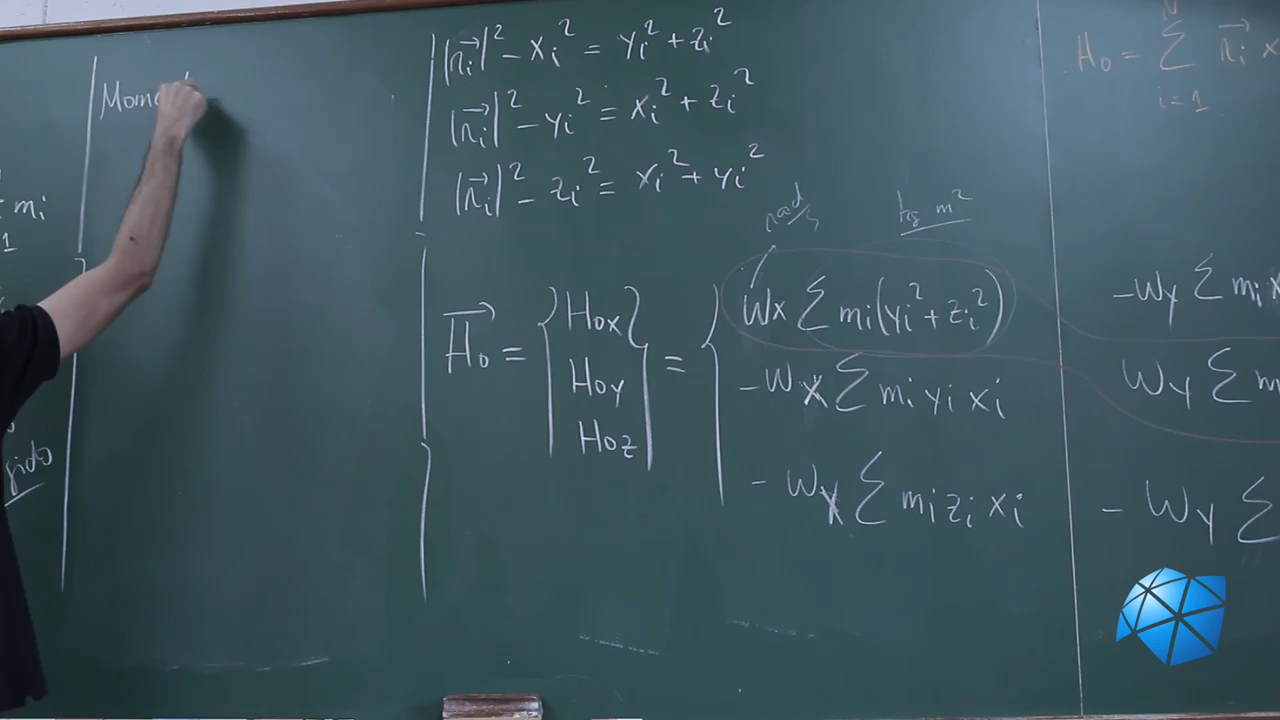 mi
1
gido
Mome
|r⃗i|² - xi² = yi² + zi²
|r⃗i|² - yi² = xi² + zi²
|r⃗i|² - zi² = xi² + yi²
rad/s
kg m²
H⃗o = { Hox } = { Wx Σ mi(yi² + zi²)
Hoy
- Wx Σ mi yi xi
Hoz
- Wx Σ mi zi xi
Ho = Σ r⃗i x
N
i=1
- Wy Σ mi x
Wy Σ m
- Wy Σ